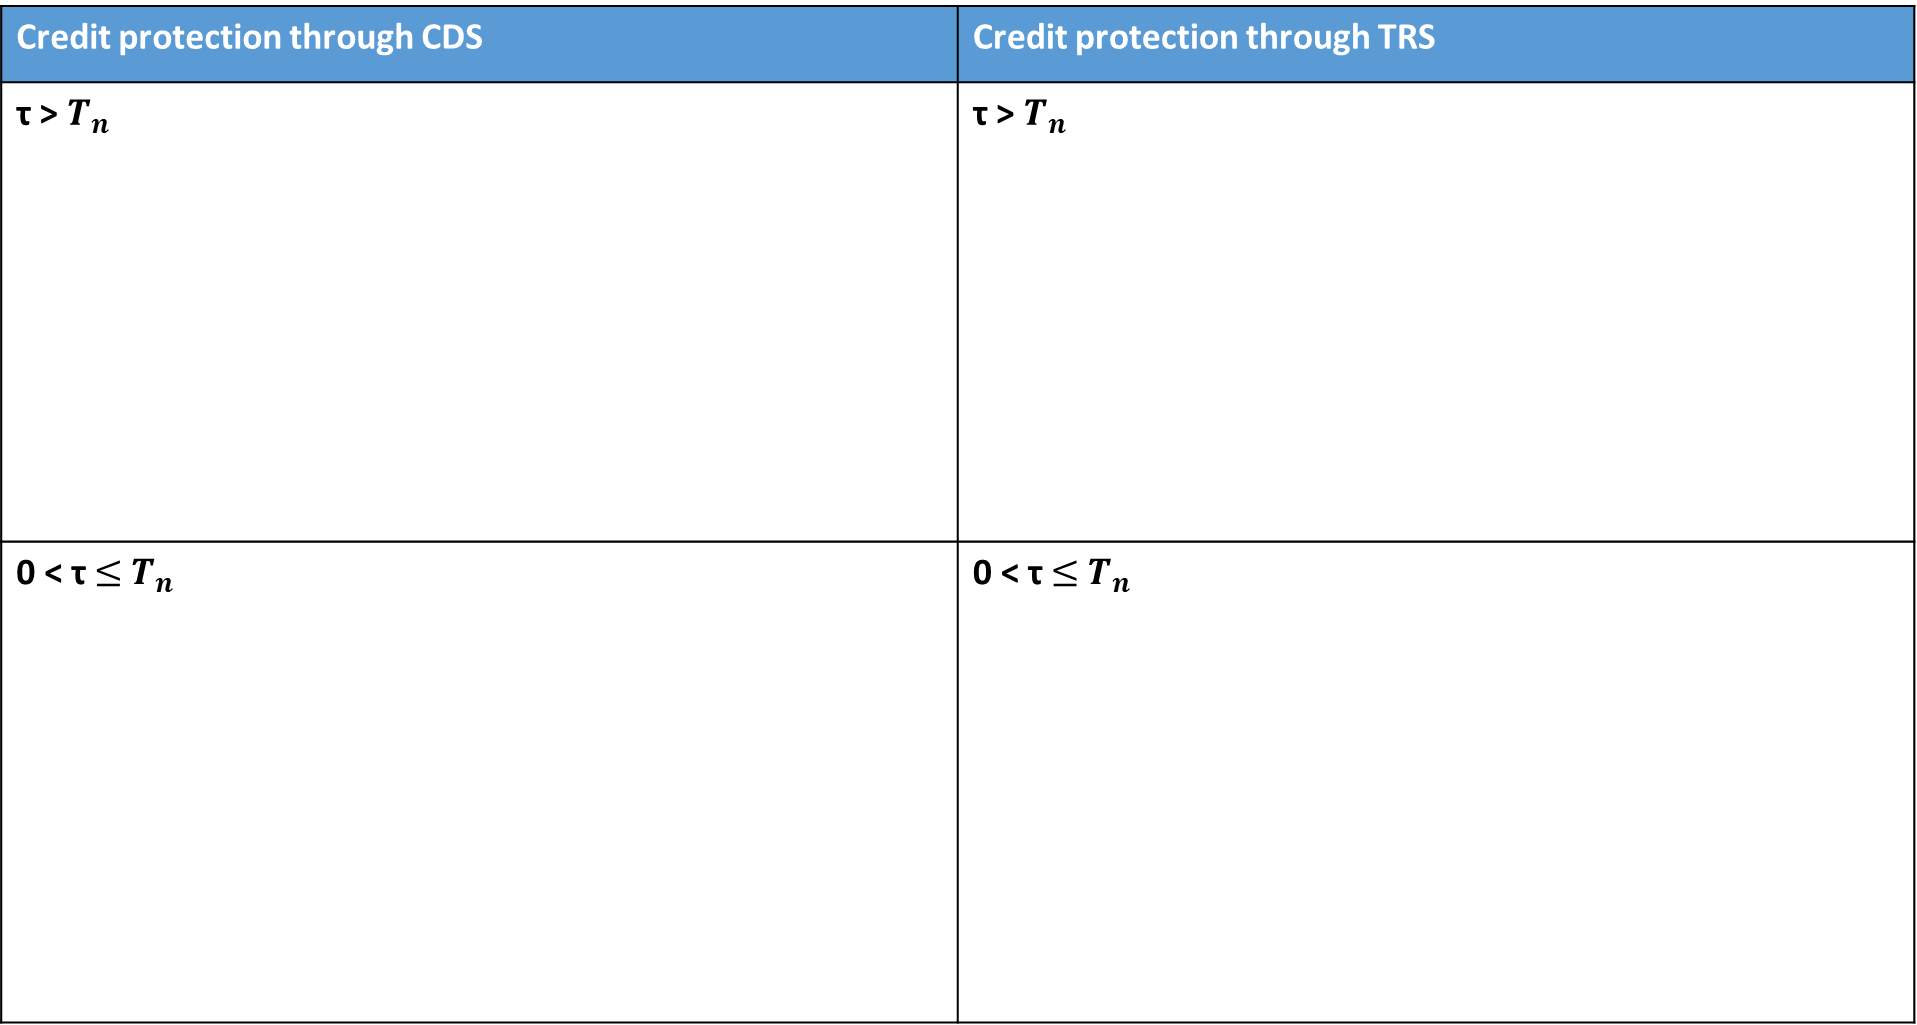 Credit protection through CDS
Credit protection through TRS
τ > Tₙ
τ > Tₙ
0 < τ ≤ Tₙ
0 < τ ≤ Tₙ